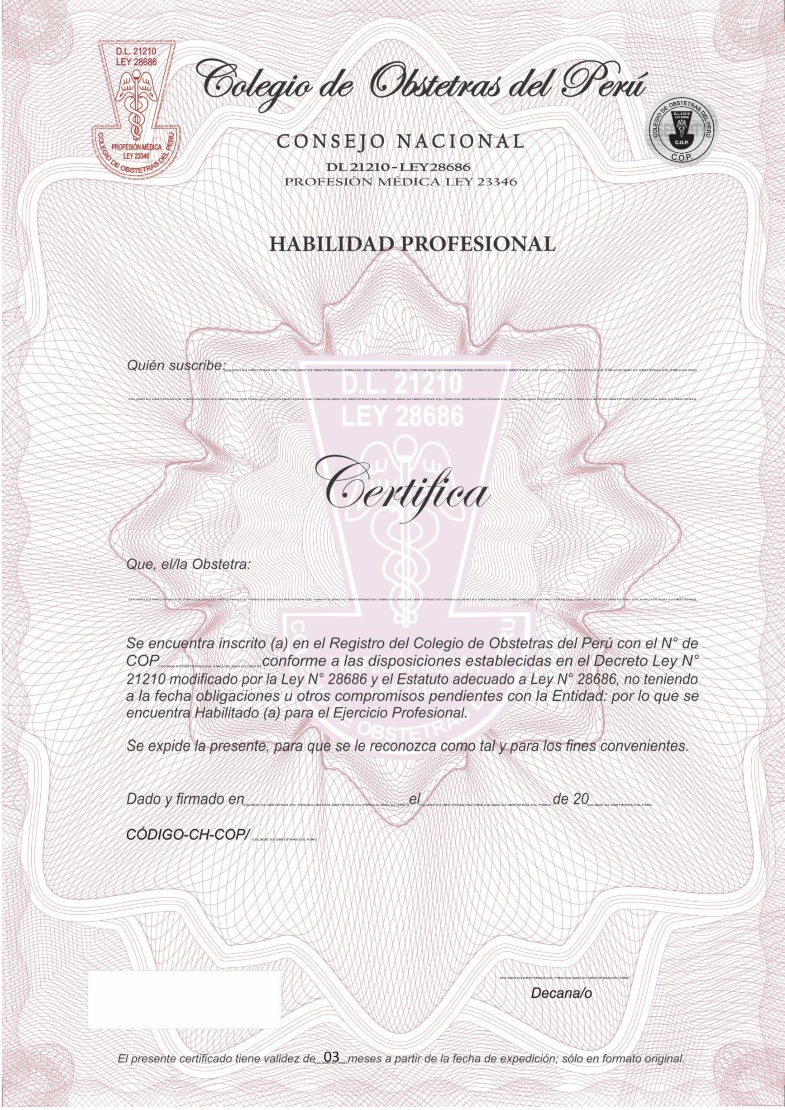 D.L. 21210
LEY 28686
PROFESIÓN MÉDICA
LEY 23346
COLEGIO DE OBSTETRAS DEL PERÚ
Colegio de Obstetras del Perú
COLEGIO DE OBSTETRAS DEL PERU
C.O.P.
C.O.P.
CONSEJO NACIONAL
DL 21210 - LEY 28686
PROFESIÓN MÉDICA LEY 23346
HABILIDAD PROFESIONAL
Quién suscribe:
D.L. 21210
LEY 28686
Certifica
Que, el/la Obstetra:
Se encuentra inscrito (a) en el Registro del Colegio de Obstetras del Perú con el N° de
COP conforme a las disposiciones establecidas en el Decreto Ley N°
21210 modificado por la Ley N° 28686 y el Estatuto adecuado a Ley N° 28686, no teniendo
a la fecha obligaciones u otros compromisos pendientes con la Entidad: por lo que se
encuentra Habilitado (a) para el Ejercicio Profesional.
Se expide la presente, para que se le reconozca como tal y para los fines convenientes.
Dado y firmado en el de 20
CÓDIGO-CH-COP/
Decana/o
El presente certificado tiene validez de 03 meses a partir de la fecha de expedición; sólo en formato original.